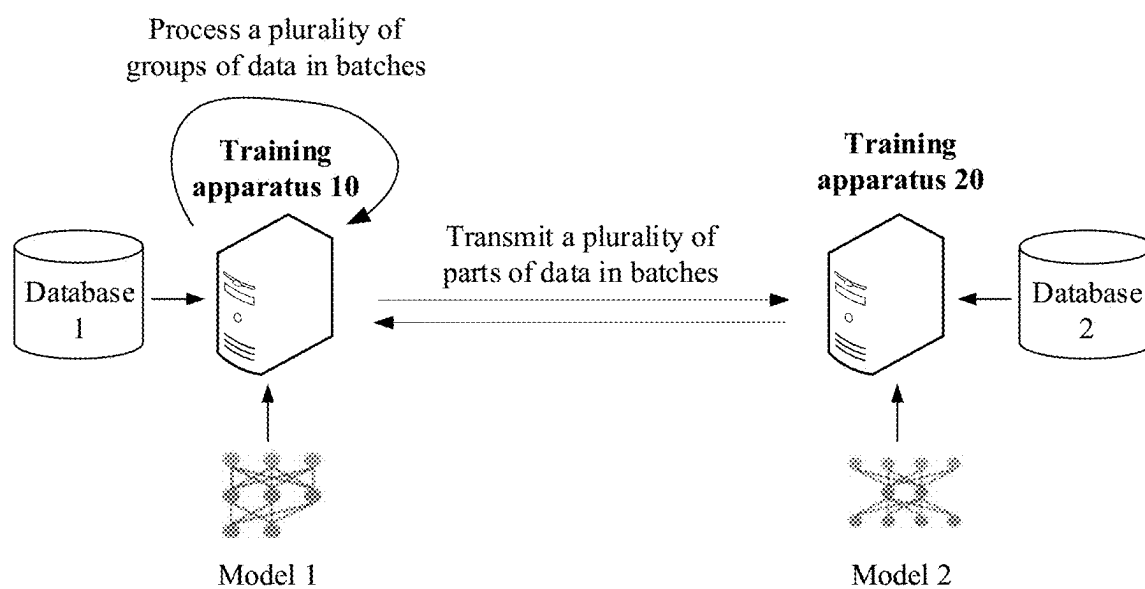 Process a plurality of
groups of data in batches
Training
apparatus 10
Training
apparatus 20
Transmit a plurality of
parts of data in batches
Database
1
Database
2
Model 1
Model 2